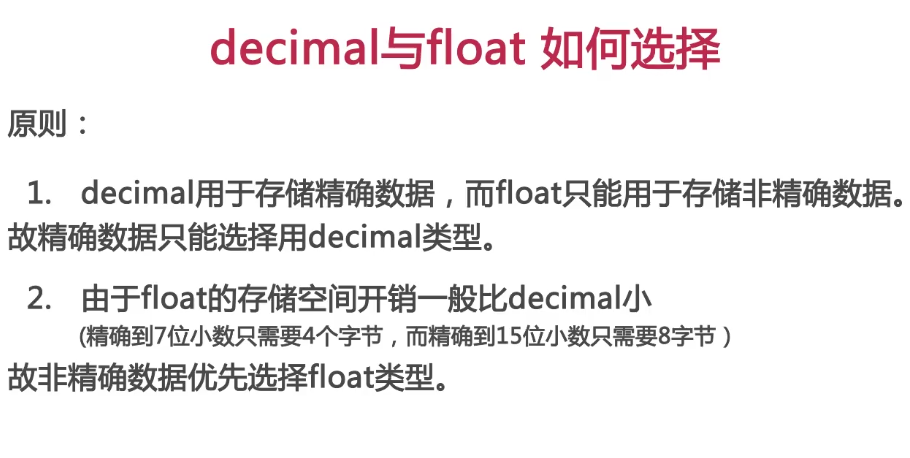 decimal与float 如何选择
原则：
1. decimal用于存储精确数据，而float只能用于存储非精确数据。
故精确数据只能选择用decimal类型。
2. 由于float的存储空间开销一般比decimal小
(精确到7位小数只需要4个字节，而精确到15位小数只需要8字节）
故非精确数据优先选择float类型。